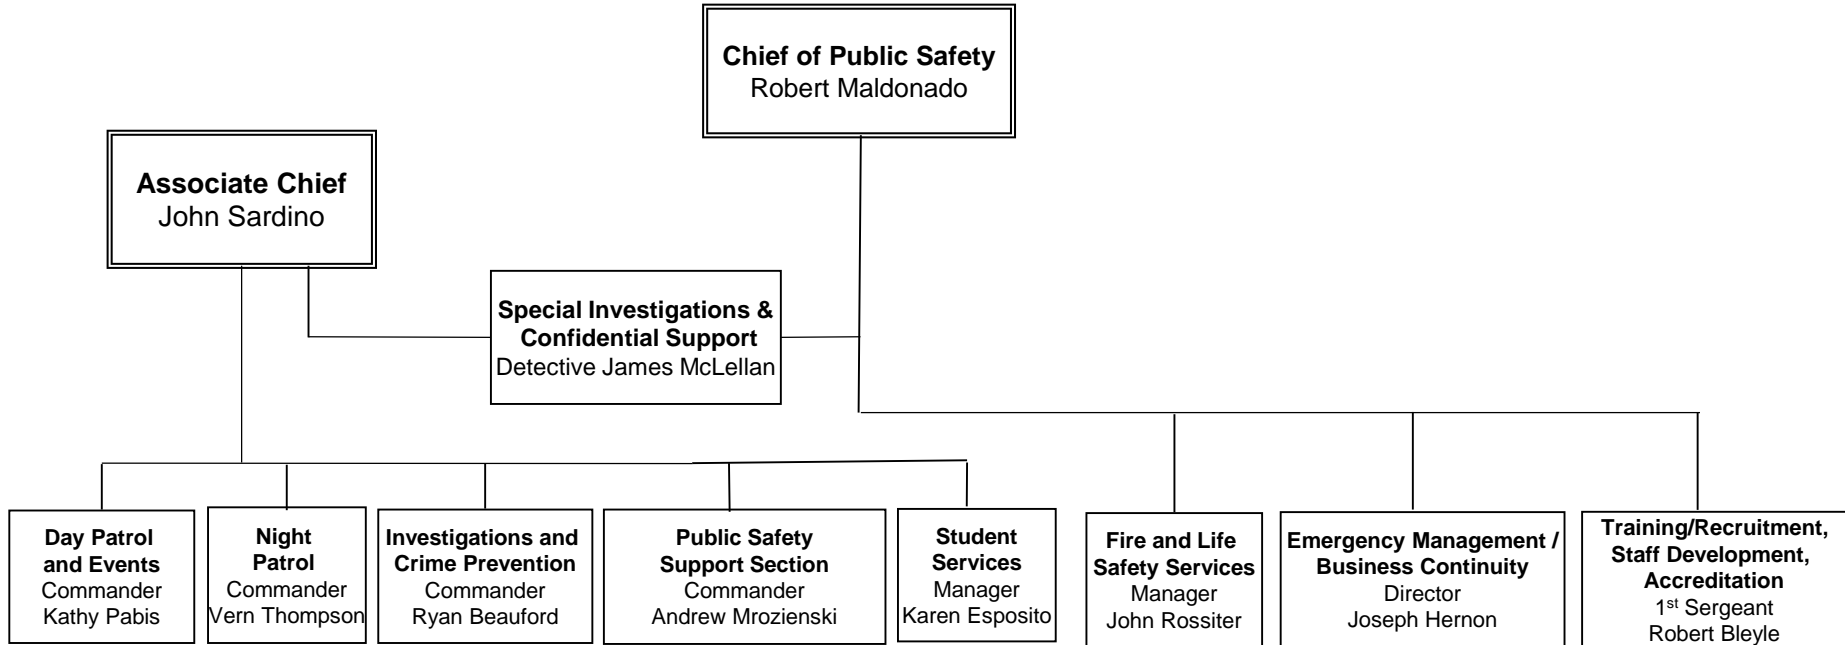 Chief of Public Safety
Robert Maldonado
Associate Chief
John Sardino
Special Investigations &
Confidential Support
Detective James McLellan
Day Patrol
and Events
Commander
Kathy Pabis
Night
Patrol
Commander
Vern Thompson
Investigations and
Crime Prevention
Commander
Ryan Beauford
Public Safety
Support Section
Commander
Andrew Mrozienski
Student
Services
Manager
Karen Esposito
Fire and Life
Safety Services
Manager
John Rossiter
Emergency Management /
Business Continuity
Director
Joseph Hernon
Training/Recruitment,
Staff Development,
Accreditation
1st Sergeant
Robert Bleyle